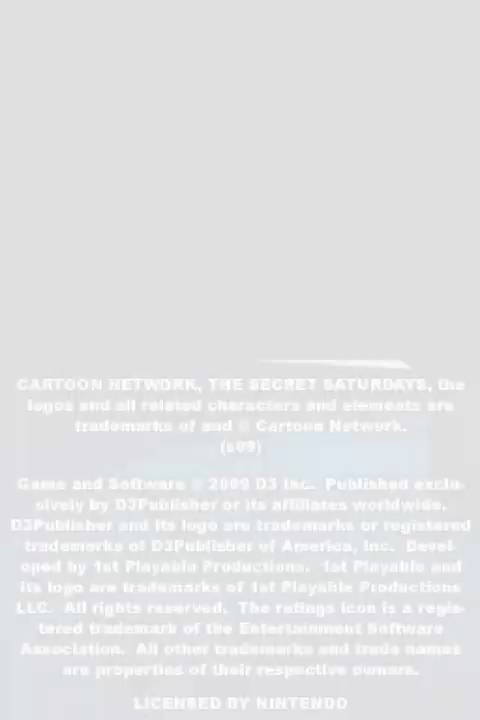 CARTOON NETWORK, THE SECRET SATURDAYS, the
logos and all related characters and elements are
trademarks of and © Cartoon Network.
(s09)
Game and Software © 2009 D3 Inc. Published exclu-
sively by D3Publisher or its affiliates worldwide.
D3Publisher and its logo are trademarks or registered
trademarks of D3Publisher of America, Inc. Devel-
oped by 1st Playable Productions. 1st Playable and
its logo are trademarks of 1st Playable Productions
LLC. All rights reserved. The ratings icon is a regis-
tered trademark of the Entertainment Software
Association. All other trademarks and trade names
are properties of their respective owners.
LICENSED BY NINTENDO